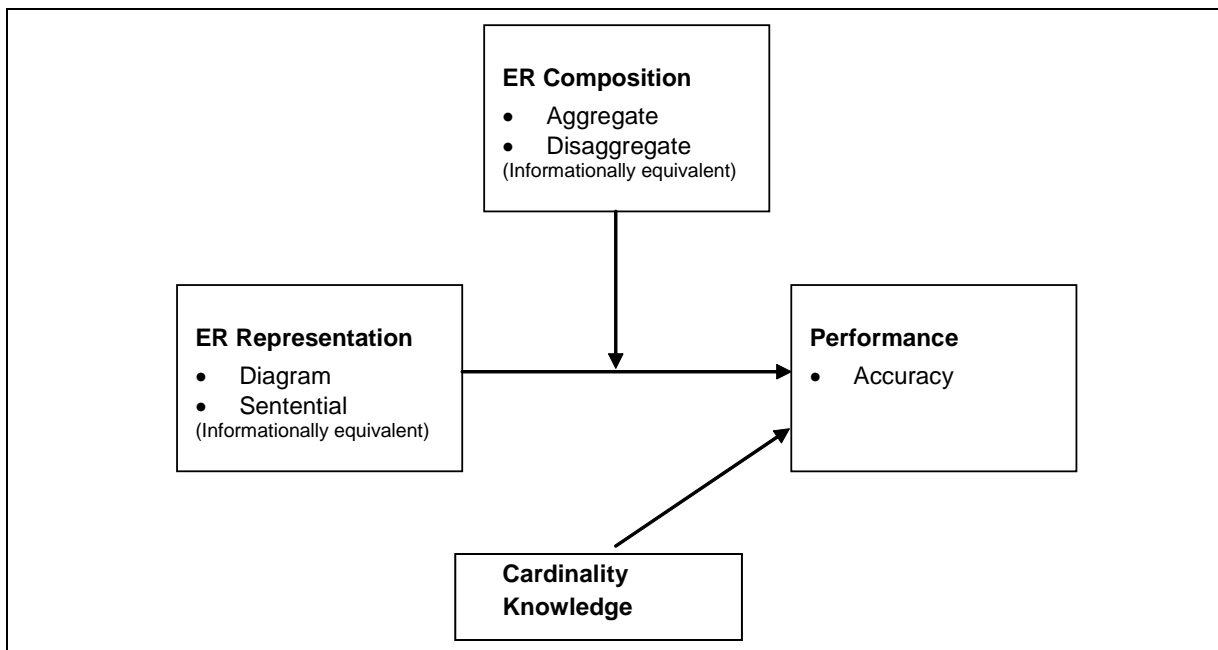 ER Composition
• Aggregate
• Disaggregate
(Informationally equivalent)
ER Representation
• Diagram
• Sentential
(Informationally equivalent)
Performance
• Accuracy
Cardinality
Knowledge